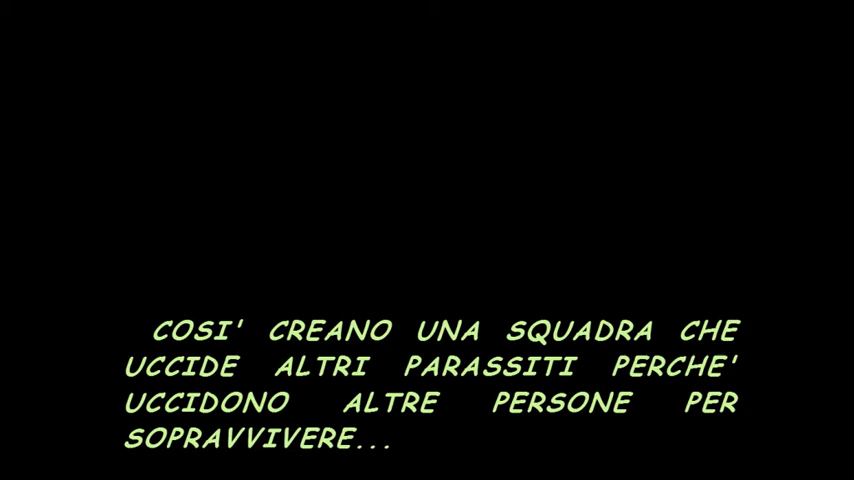 COSI' CREANO UNA SQUADRA CHE
UCCIDE ALTRI PARASSITI PERCHE'
UCCIDONO ALTRE PERSONE PER
SOPRAVVIVERE...